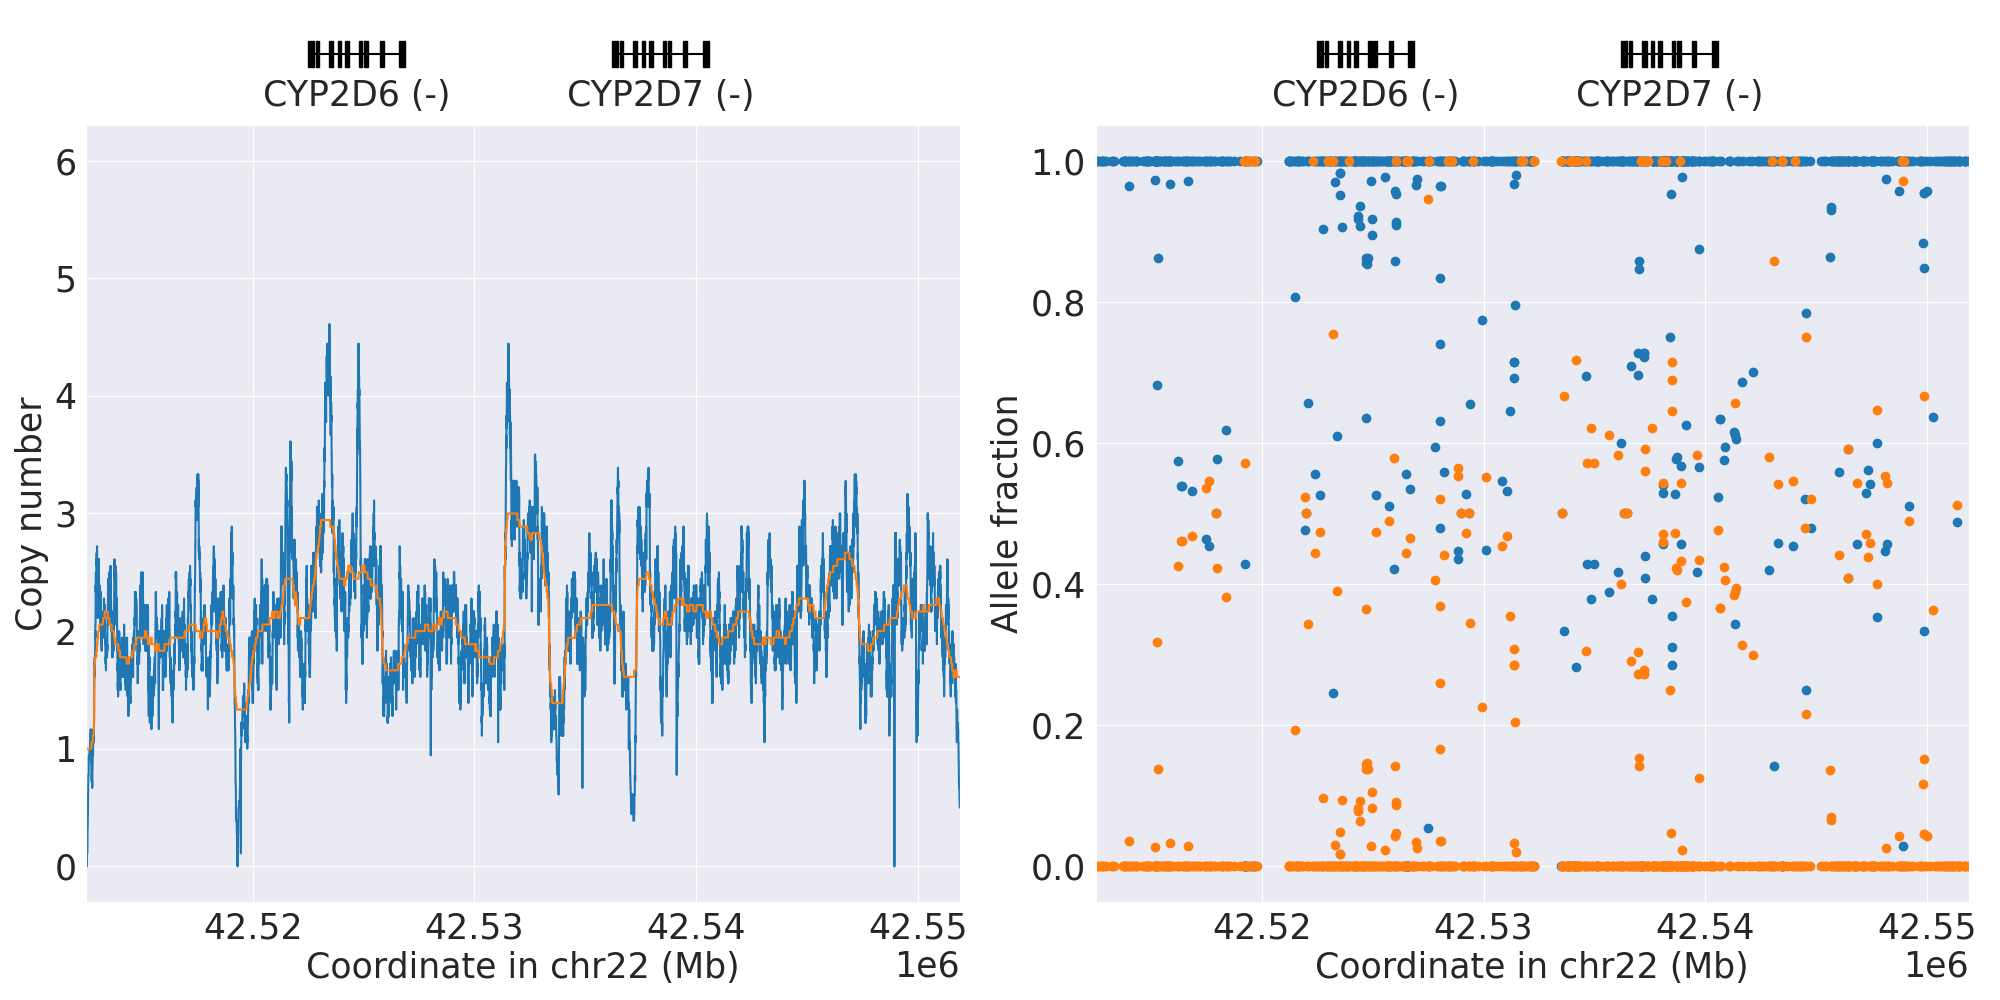 CYP2D6 (-) CYP2D7 (-)
6
5
4
3
2
1
0
Copy number
42.52 42.53 42.54 42.55
Coordinate in chr22 (Mb) 1e6
CYP2D6 (-) CYP2D7 (-)
1.0
0.8
0.6
0.4
0.2
0.0
Allele fraction
42.52 42.53 42.54 42.55
Coordinate in chr22 (Mb) 1e6